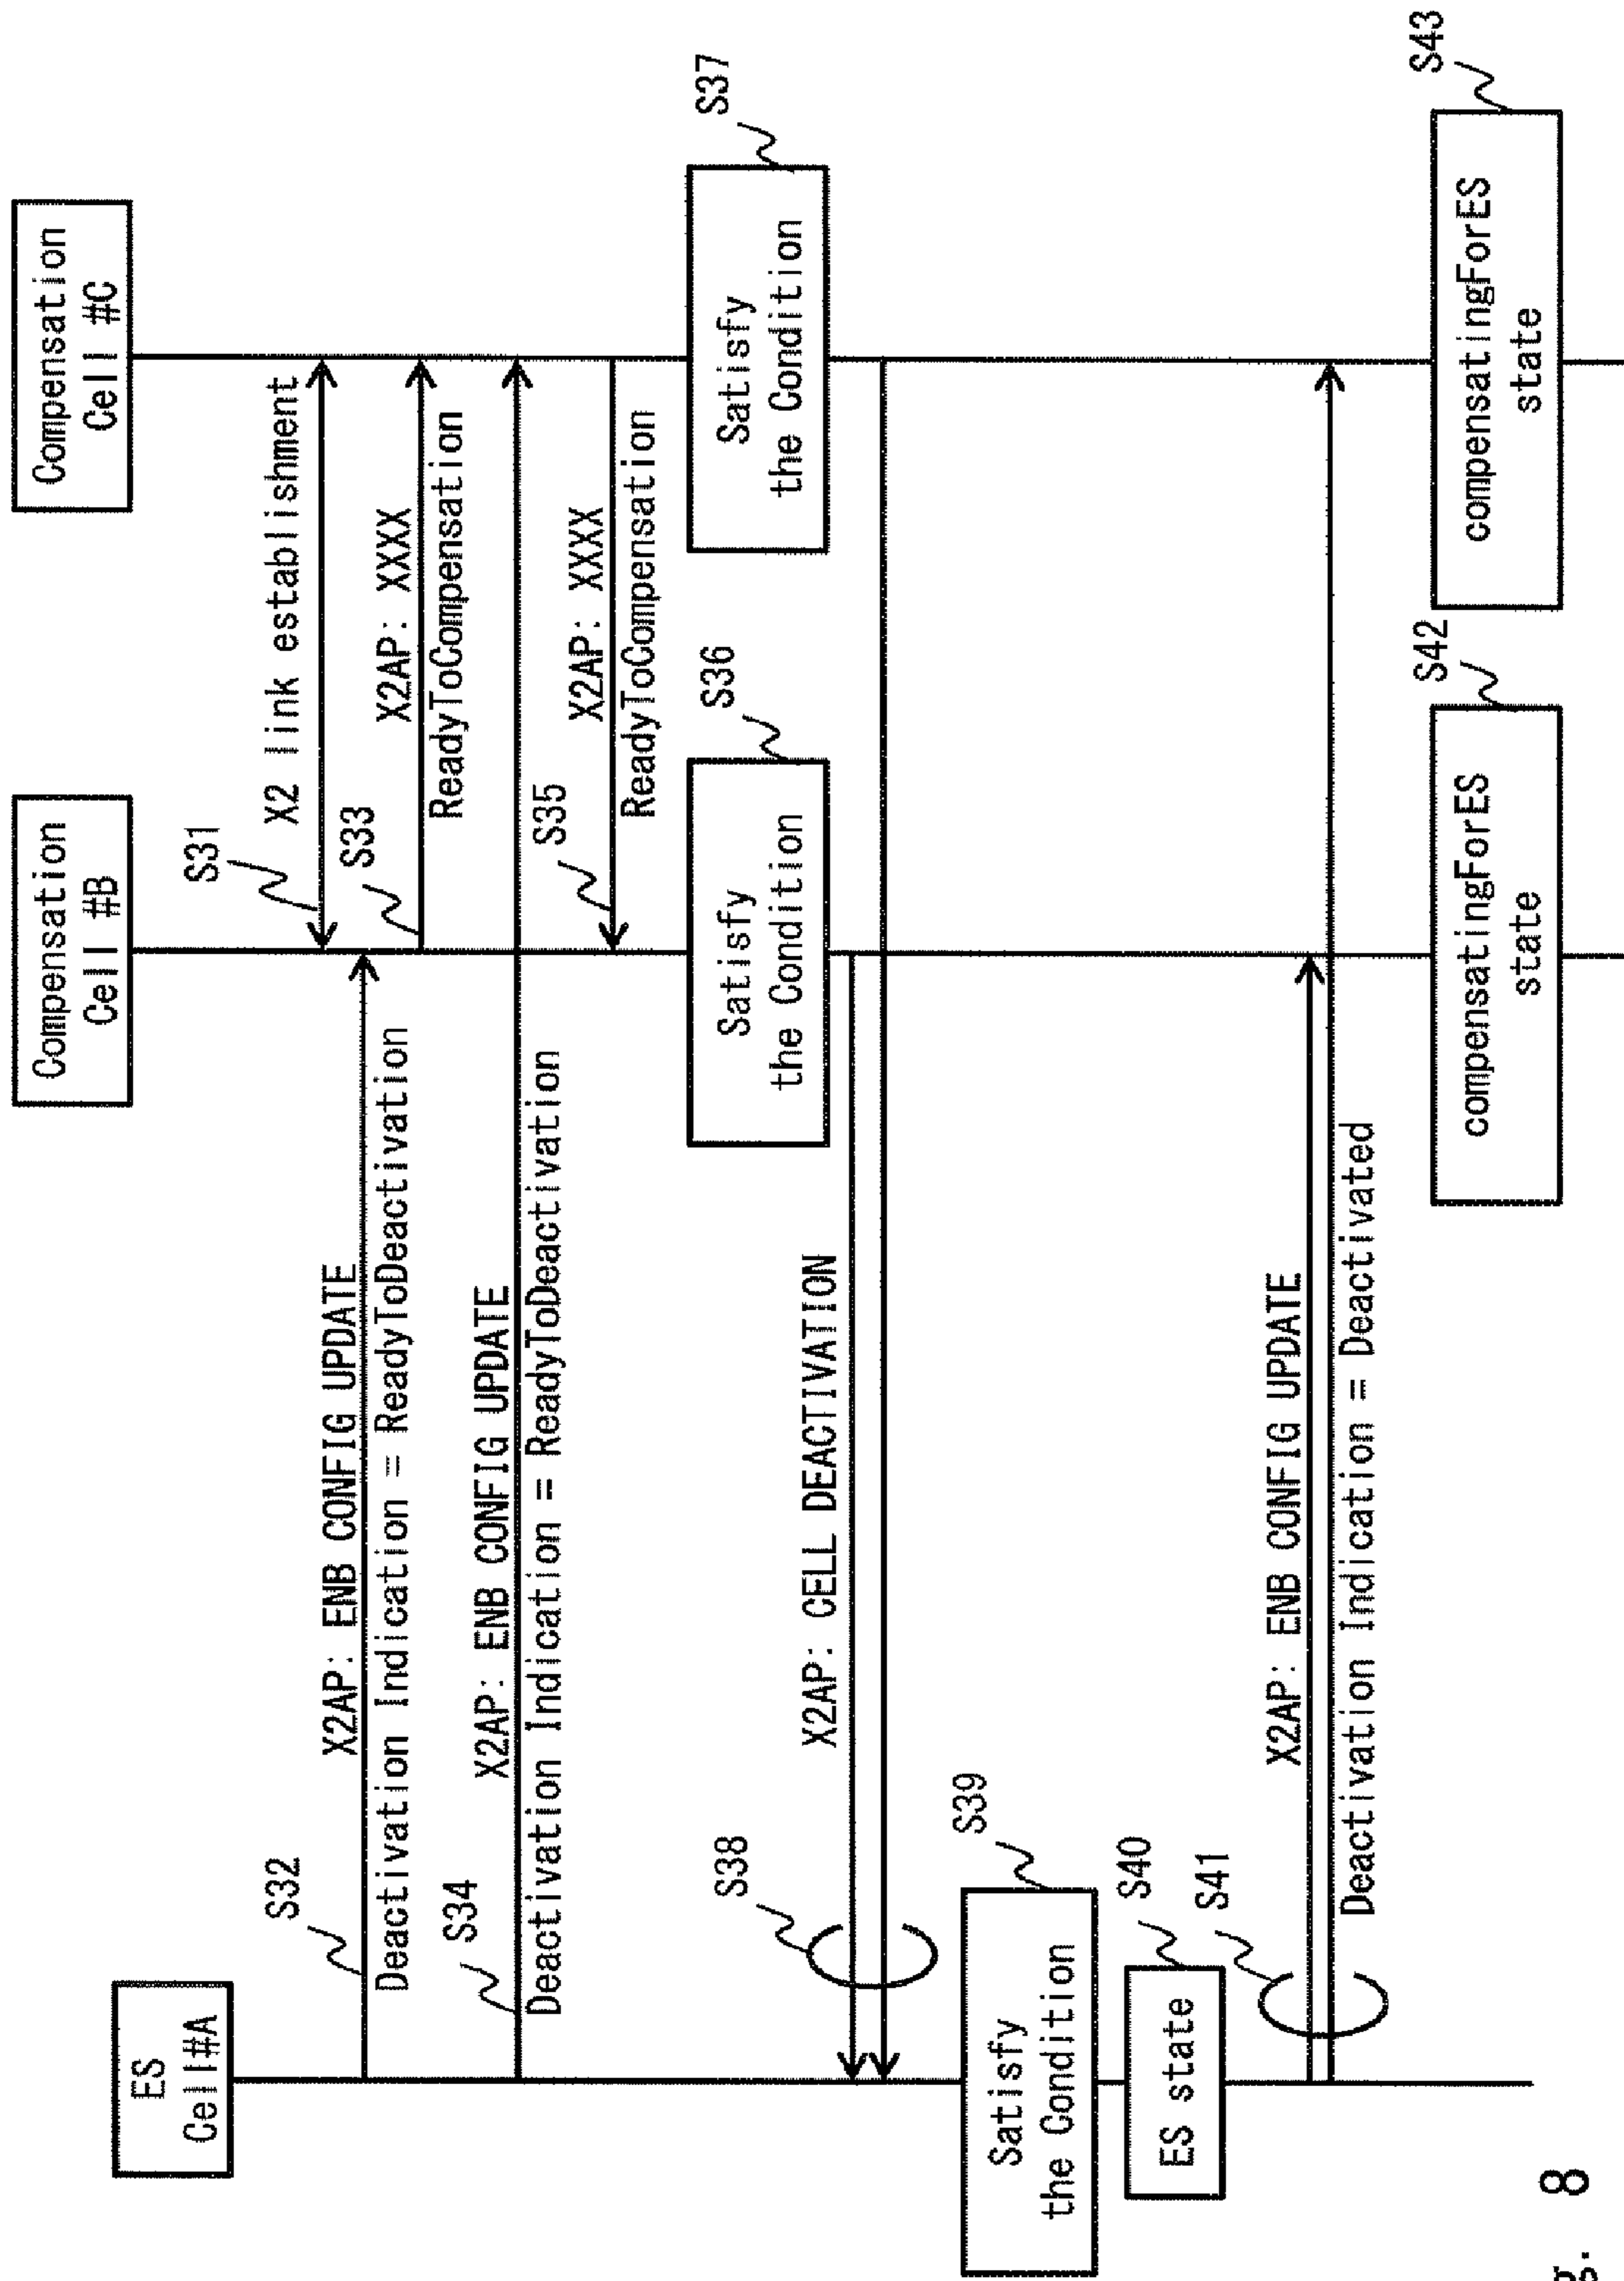 ES
Cell#A
Compensation
Cell #B
Compensation
Cell #C
S31
X2 link establishment
S32
X2AP: ENB CONFIG UPDATE
Deactivation Indication = ReadyToDeactivation
S33
X2AP: XXXX
ReadyToCompensation
S34
X2AP: ENB CONFIG UPDATE
Deactivation Indication = ReadyToDeactivation
S35
X2AP: XXXX
ReadyToCompensation
S36
Satisfy
the Condition
S37
Satisfy
the Condition
S38
X2AP: CELL DEACTIVATION
S39
Satisfy
the Condition
S40
ES state
S41
X2AP: ENB CONFIG UPDATE
Deactivation Indication = Deactivated
S42
compensatingForES
state
S43
compensatingForES
state
g. 8